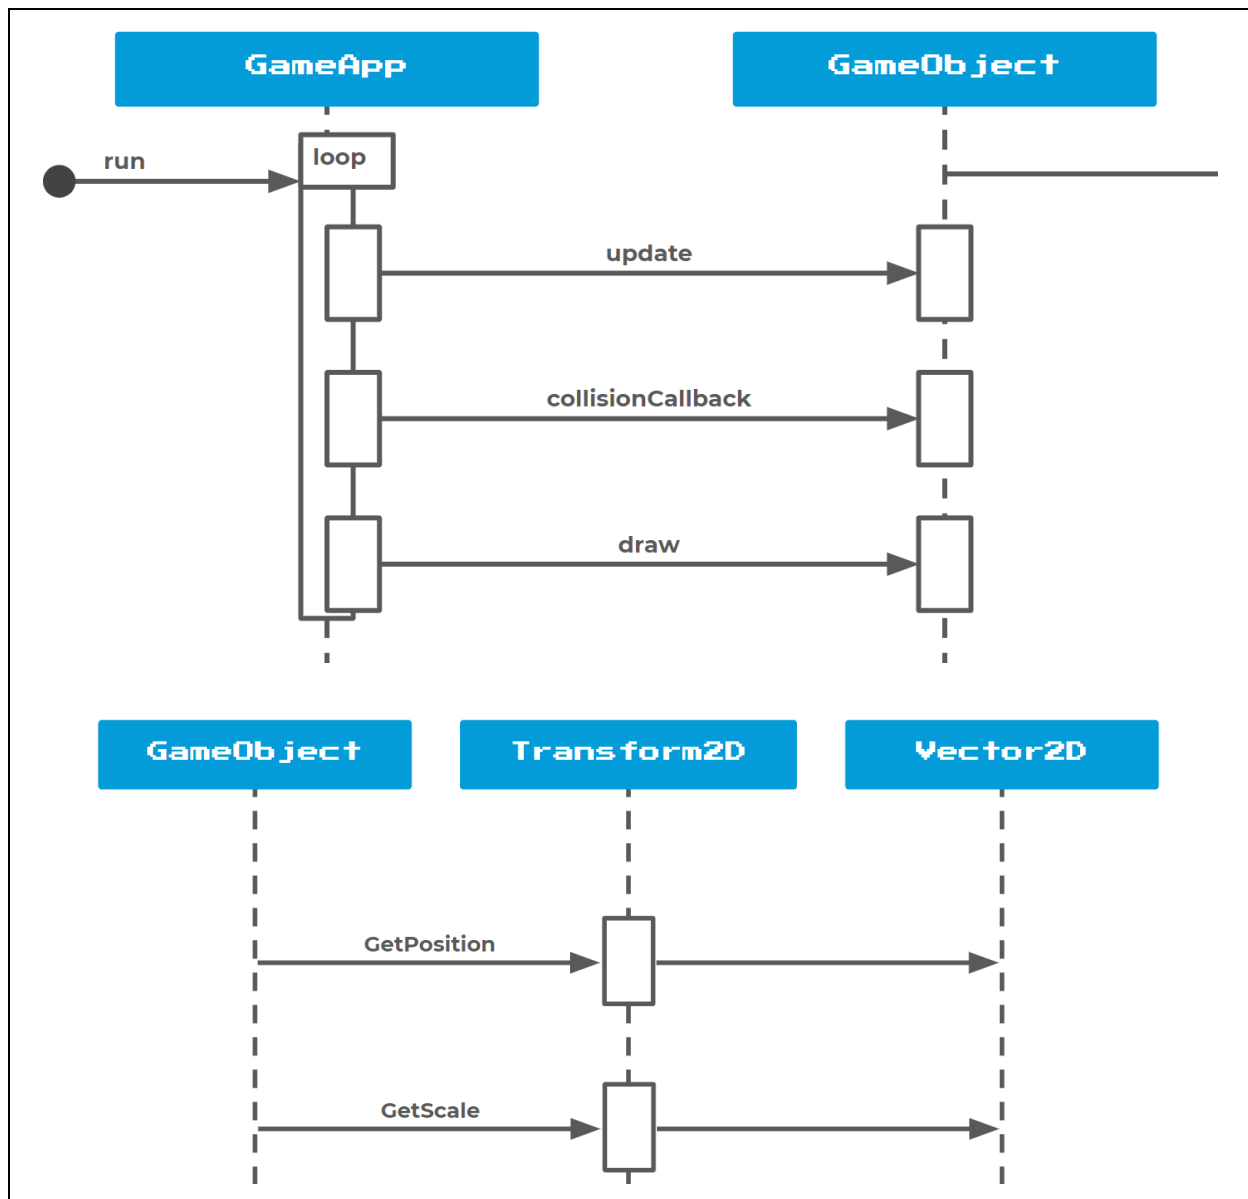 GameApp
GameObject
run
loop
update
collisionCallback
draw
GameObject
Transform2D
Vector2D
GetPosition
GetScale